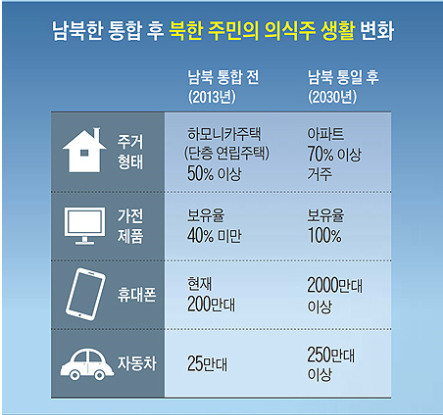 남북한 통합 후 북한 주민의 의식주 생활 변화
남북 통합 전
(2013년)
남북 통일 후
(2030년)
주거
형태
하모니카주택
(단층 연립주택)
50% 이상
아파트
70% 이상
거주
가전
제품
보유율
40% 미만
보유율
100%
휴대폰
현재
200만대
2000만대
이상
자동차
25만대
250만대
이상